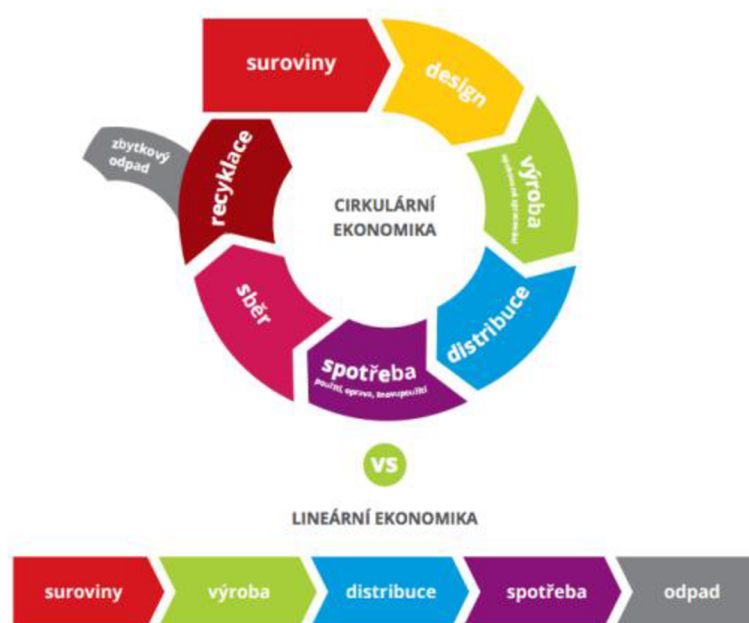 suroviny
design
výroba
distribuce
spotřeba
použití, oprava, znovupoužití
sběr
recyklace
zbytkový
odpad
CIRKULÁRNÍ
EKONOMIKA
VS
LINEÁRNÍ EKONOMIKA
suroviny
výroba
distribuce
spotřeba
odpad